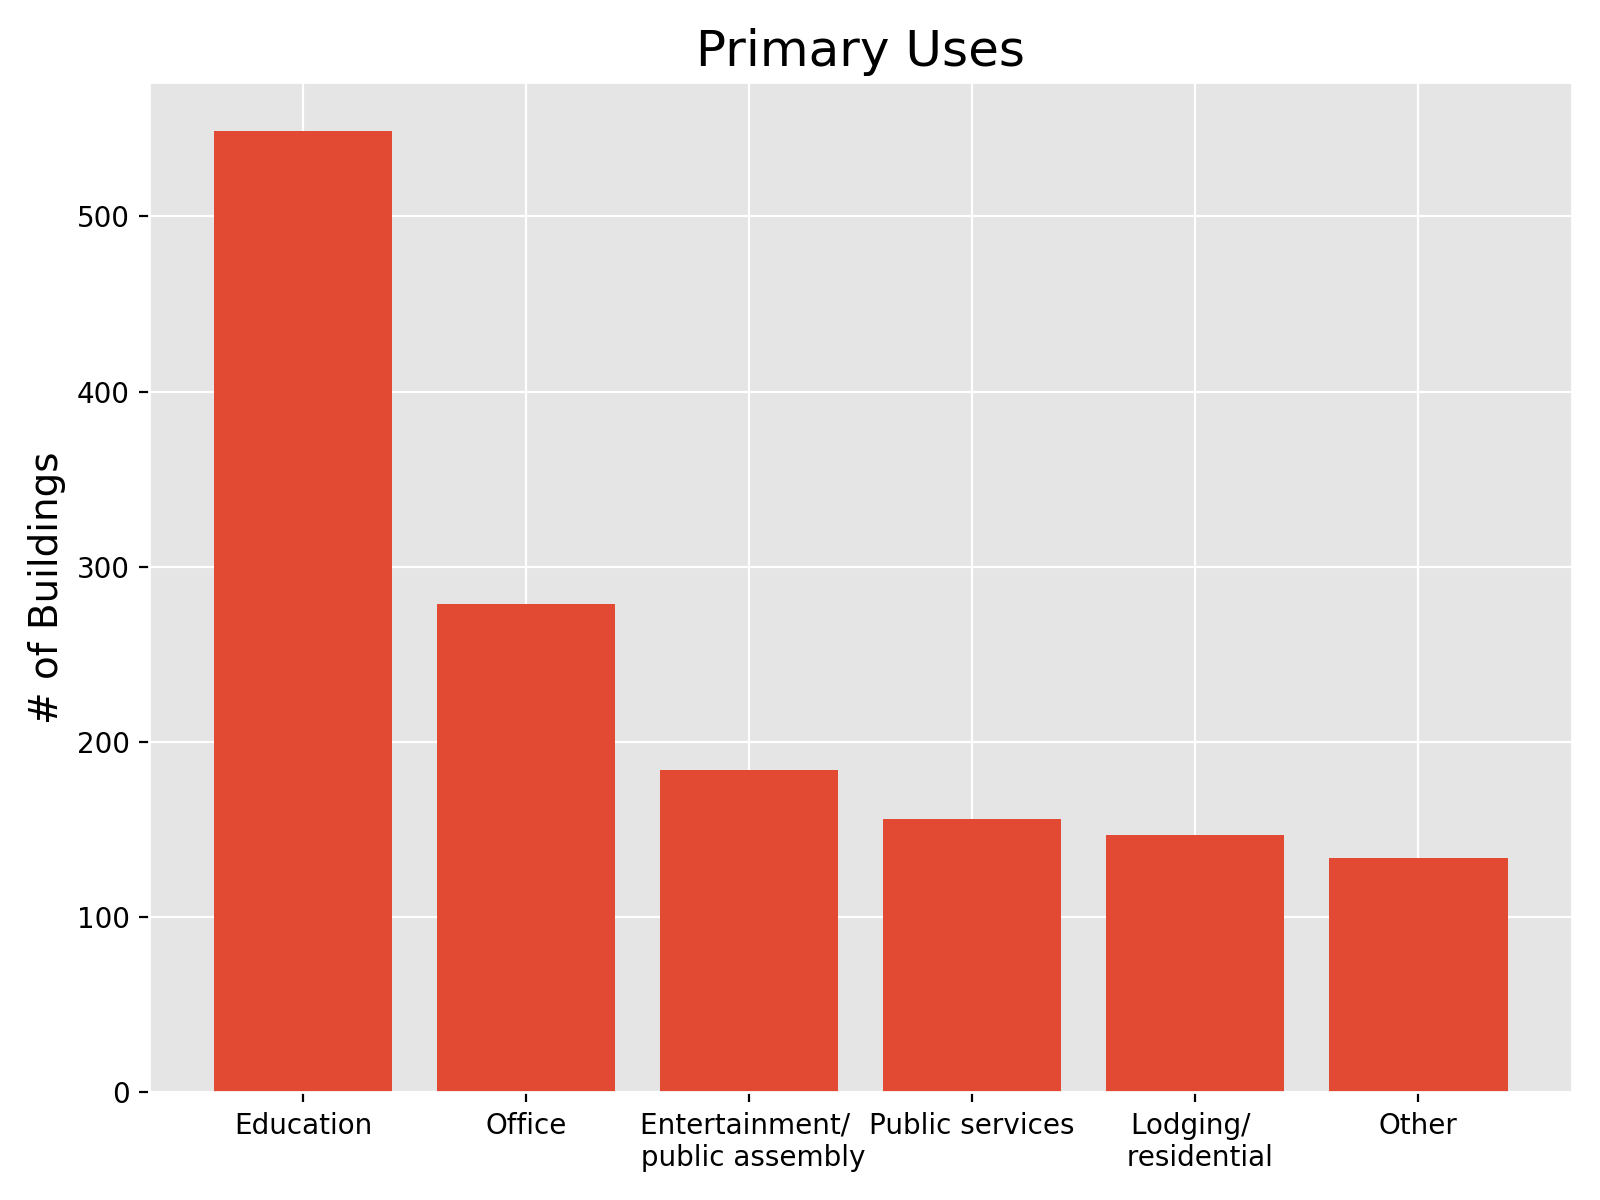 Primary Uses
# of Buildings
500
400
300
200
100
0
Education
Office
Entertainment/
public assembly
Public services
Lodging/
residential
Other